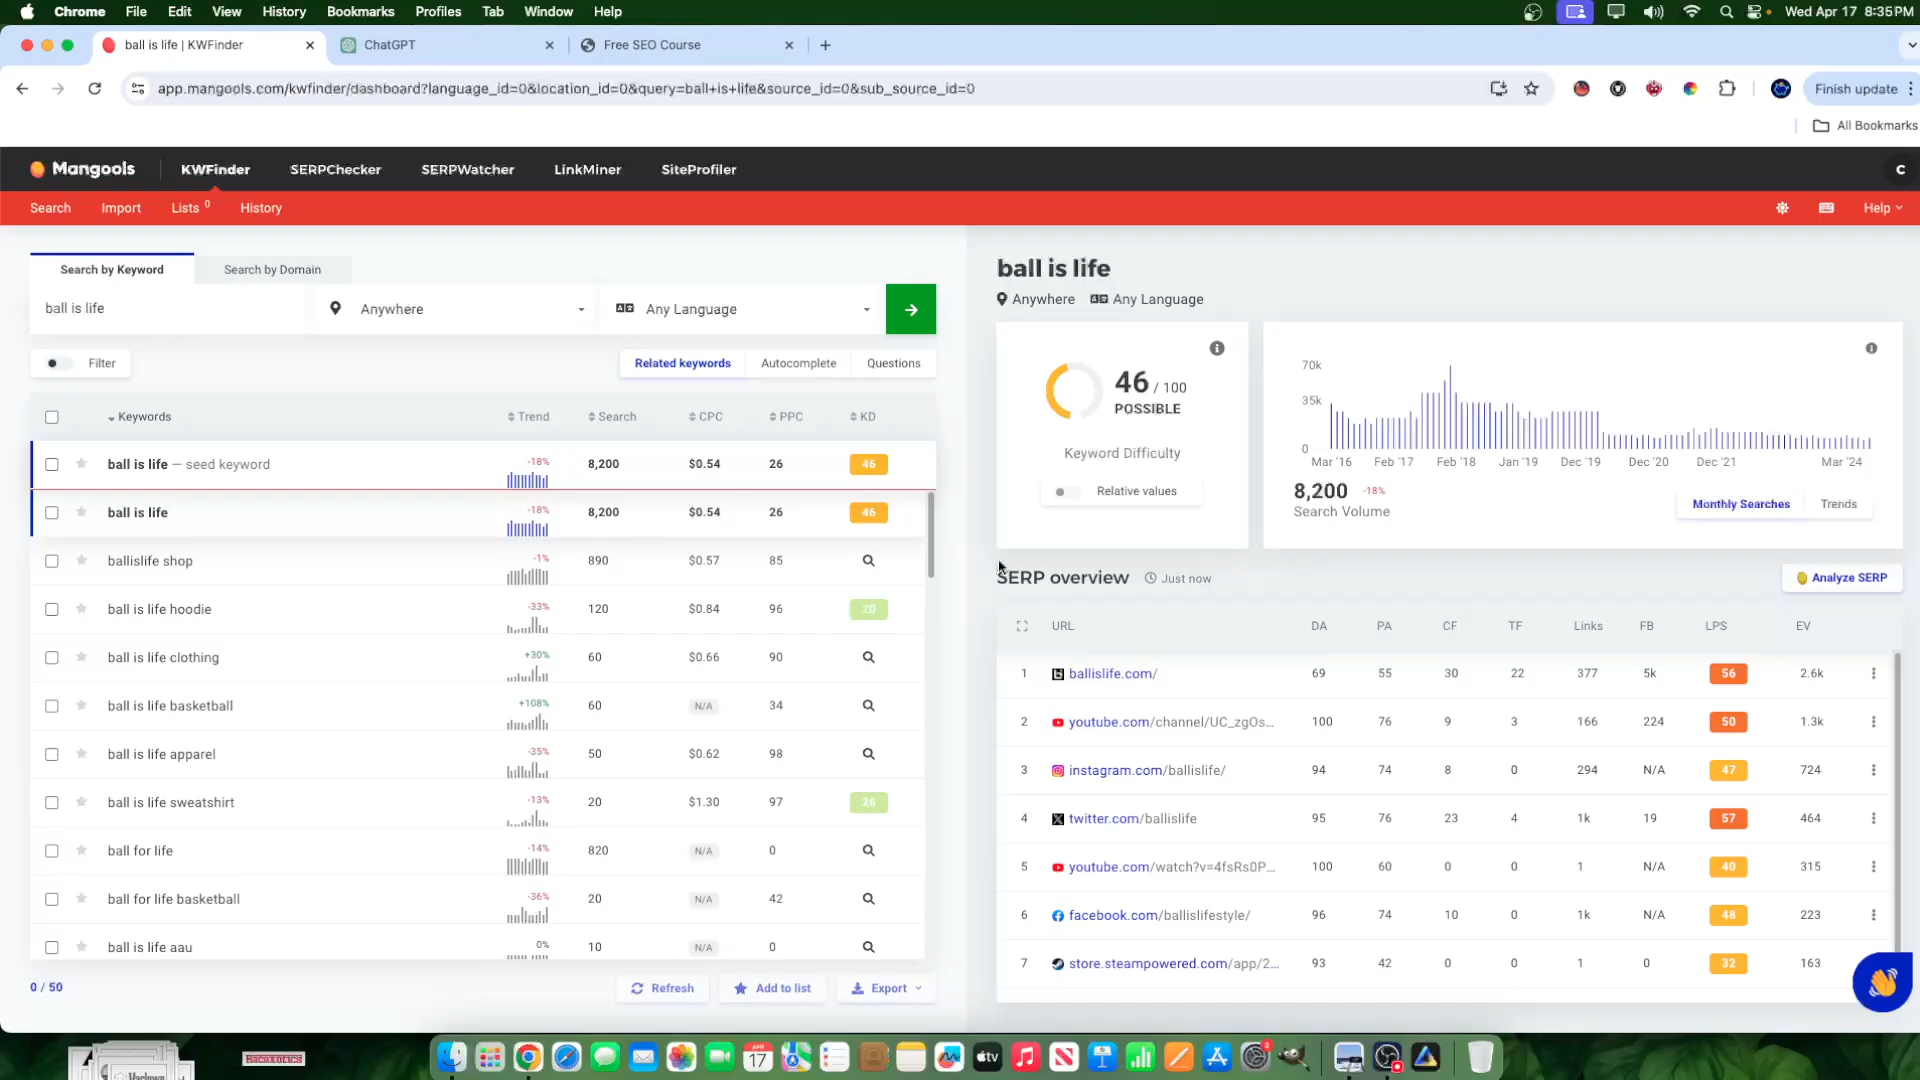 Chrome File Edit View History Bookmarks Profiles Tab Window Help Wed Apr 17 8:35 PM
ball is life | KWFinder ChatGPT Free SEO Course
app.mangools.com/kwfinder/dashboard?language_id=0&location_id=0&query=ball+is+life&source_id=0&sub_source_id=0 Finish update
All Bookmarks
Mangools KWFinder SERPChecker SERPWatcher LinkMiner SiteProfiler C
Search Import Lists 0 History Help
Search by Keyword Search by Domain
ball is life Anywhere Any Language
Filter Related keywords Autocomplete Questions
Keywords Trend Search CPC PPC KD
ball is life — seed keyword -18% 8,200 $0.54 26 46
ball is life -18% 8,200 $0.54 26 46
ballislife shop -1% 890 $0.57 85
ball is life hoodie -33% 120 $0.84 96 20
ball is life clothing +30% 60 $0.66 90
ball is life basketball +108% 60 N/A 34
ball is life apparel -35% 50 $0.62 98
ball is life sweatshirt -13% 20 $1.30 97 26
ball for life -14% 820 N/A 0
ball for life basketball -36% 20 N/A 42
ball is life aau 0% 10 N/A 0
0 / 50 Refresh Add to list Export
ball is life
Anywhere Any Language
46 / 100
POSSIBLE
Keyword Difficulty
Relative values
70k
35k
0
Mar '16 Feb '17 Feb '18 Jan '19 Dec '19 Dec '20 Dec '21 Mar '24
8,200 -18%
Search Volume
Monthly Searches Trends
SERP overview Just now Analyze SERP
URL DA PA CF TF Links FB LPS EV
1 ballislife.com/ 69 55 30 22 377 5k 56 2.6k
2 youtube.com/channel/UC_zgOs... 100 76 9 3 166 224 50 1.3k
3 instagram.com/ballislife/ 94 74 8 0 294 N/A 47 724
4 twitter.com/ballislife 95 76 23 4 1k 19 57 464
5 youtube.com/watch?v=4fsRs0P... 100 60 0 0 1 N/A 40 315
6 facebook.com/ballislifestyle/ 96 74 10 0 1k N/A 48 223
7 store.steampowered.com/app/2... 93 42 0 0 1 0 32 163
APR
17
tv